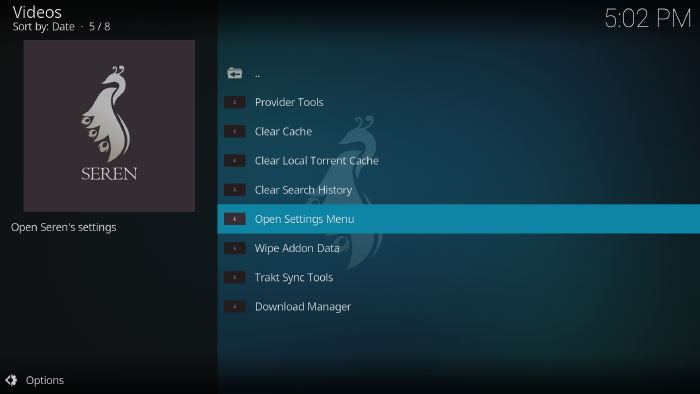 Videos
Sort by: Date · 5 / 8
5:02 PM
SEREN
Open Seren's settings
..
Provider Tools
Clear Cache
Clear Local Torrent Cache
Clear Search History
Open Settings Menu
Wipe Addon Data
Trakt Sync Tools
Download Manager
Options